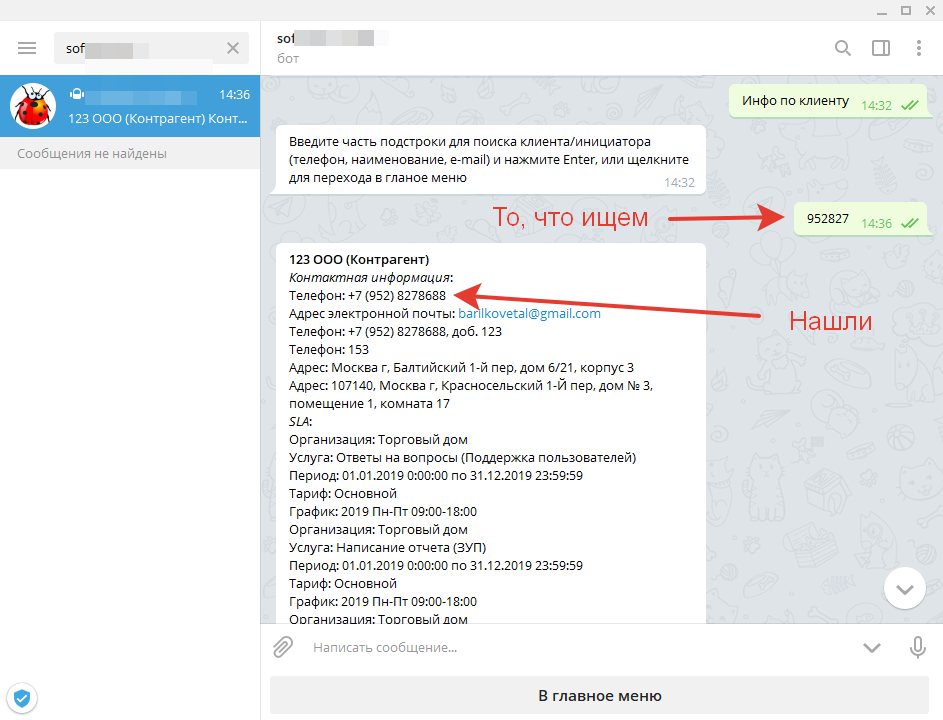 sof
14:36
123 ООО (Контрагент) Конт...
Сообщения не найдены
sof
бот
Инфо по клиенту 14:32
Введите часть подстроки для поиска клиента/инициатора
(телефон, наименование, e-mail) и нажмите Enter, или щелкните
для перехода в гланое меню
14:32
То, что ищем
952827 14:36
123 ООО (Контрагент)
Контактная информация:
Телефон: +7 (952) 8278688
Адрес электронной почты: barilkovetal@gmail.com
Нашли
Телефон: +7 (952) 8278688, доб. 123
Телефон: 153
Адрес: Москва г, Балтийский 1-й пер, дом 6/21, корпус 3
Адрес: 107140, Москва г, Красносельский 1-Й пер, дом № 3,
помещение 1, комната 17
SLA:
Организация: Торговый дом
Услуга: Ответы на вопросы (Поддержка пользователей)
Период: 01.01.2019 0:00:00 по 31.12.2019 23:59:59
Тариф: Основной
График: 2019 Пн-Пт 09:00-18:00
Организация: Торговый дом
Услуга: Написание отчета (ЗУП)
Период: 01.01.2019 0:00:00 по 31.12.2019 23:59:59
Тариф: Основной
График: 2019 Пн-Пт 09:00-18:00
Организация: Торговый дом
Написать сообщение...
В главное меню